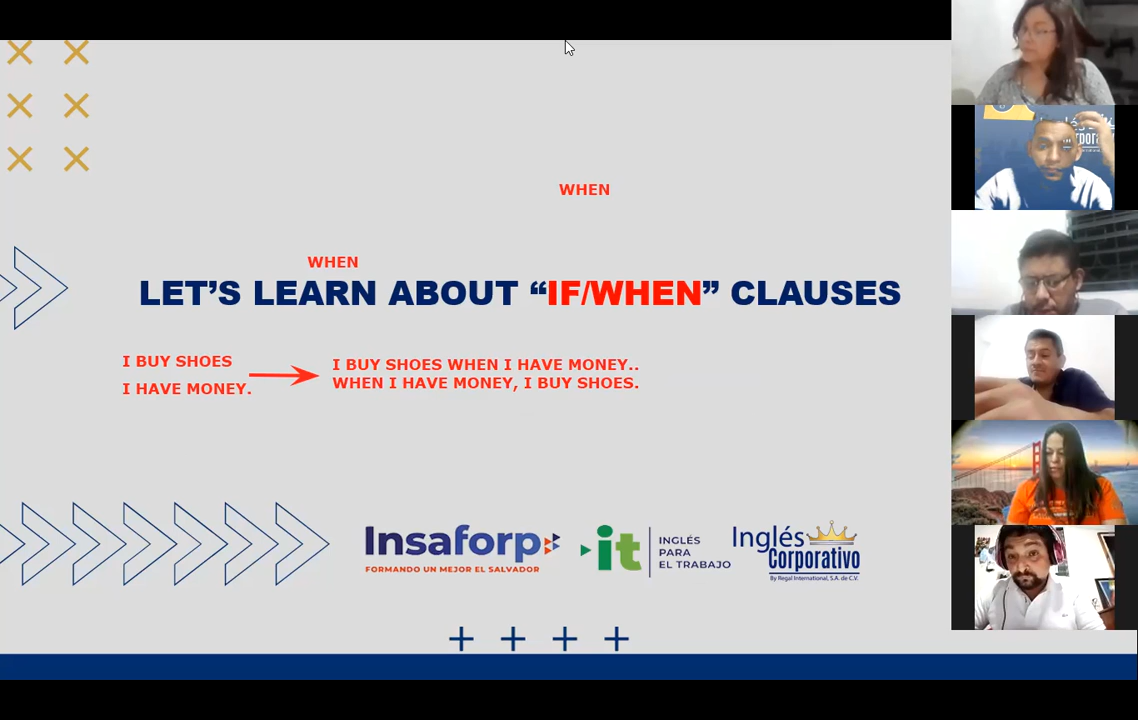 WHEN
WHEN
LET'S LEARN ABOUT “IF/WHEN” CLAUSES
I BUY SHOES
I HAVE MONEY.
I BUY SHOES WHEN I HAVE MONEY..
WHEN I HAVE MONEY, I BUY SHOES.
Insaforp
FORMANDO UN MEJOR EL SALVADOR
it
INGLÉS
PARA
EL TRABAJO
Inglés
Corporativo
By Regal International, S.A. de C.V.